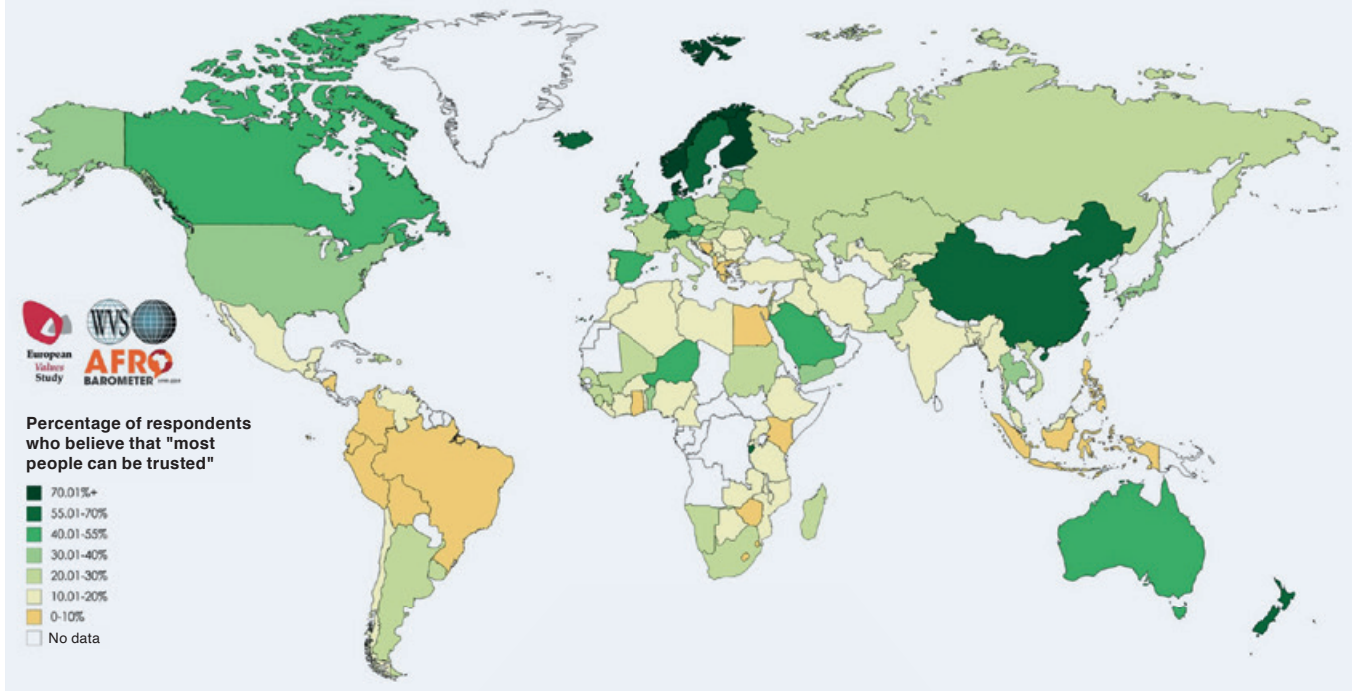 European
Values
Study
WVS
AFRO
BAROMETER
Percentage of respondents
who believe that "most
people can be trusted"
70.01%+
55.01-70%
40.01-55%
30.01-40%
20.01-30%
10.01-20%
0-10%
No data